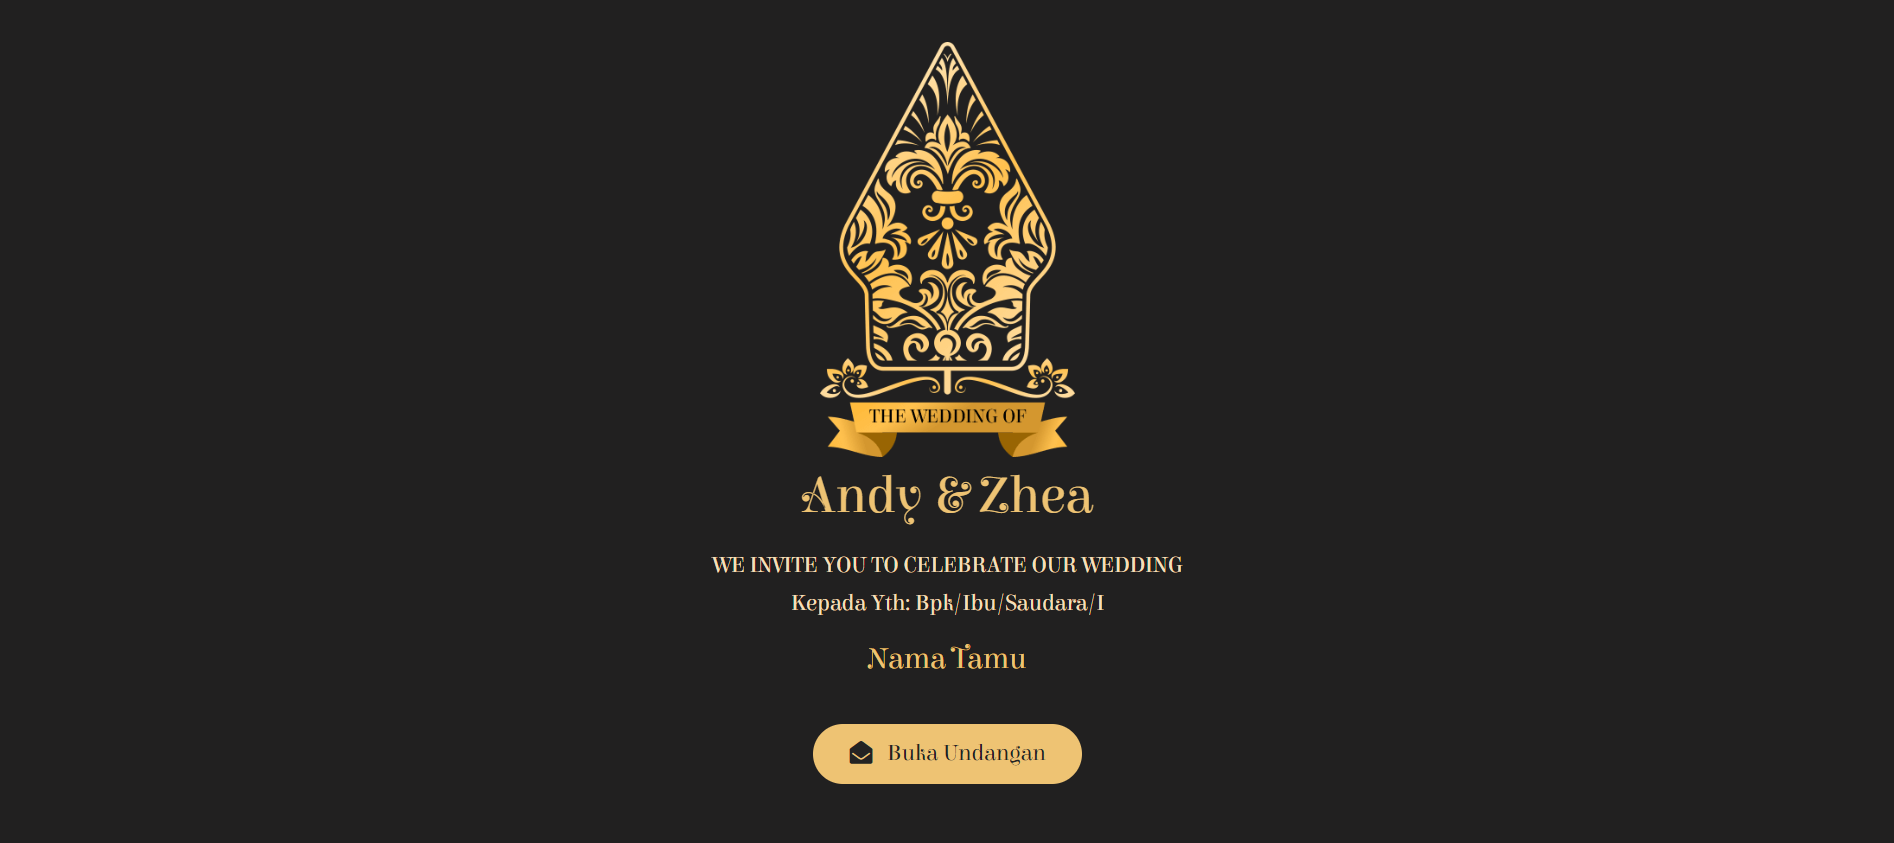 THE WEDDING OF
Andy & Zhea
WE INVITE YOU TO CELEBRATE OUR WEDDING
Kepada Yth: Bpk/Ibu/Saudara/I
Nama Tamu
Buka Undangan